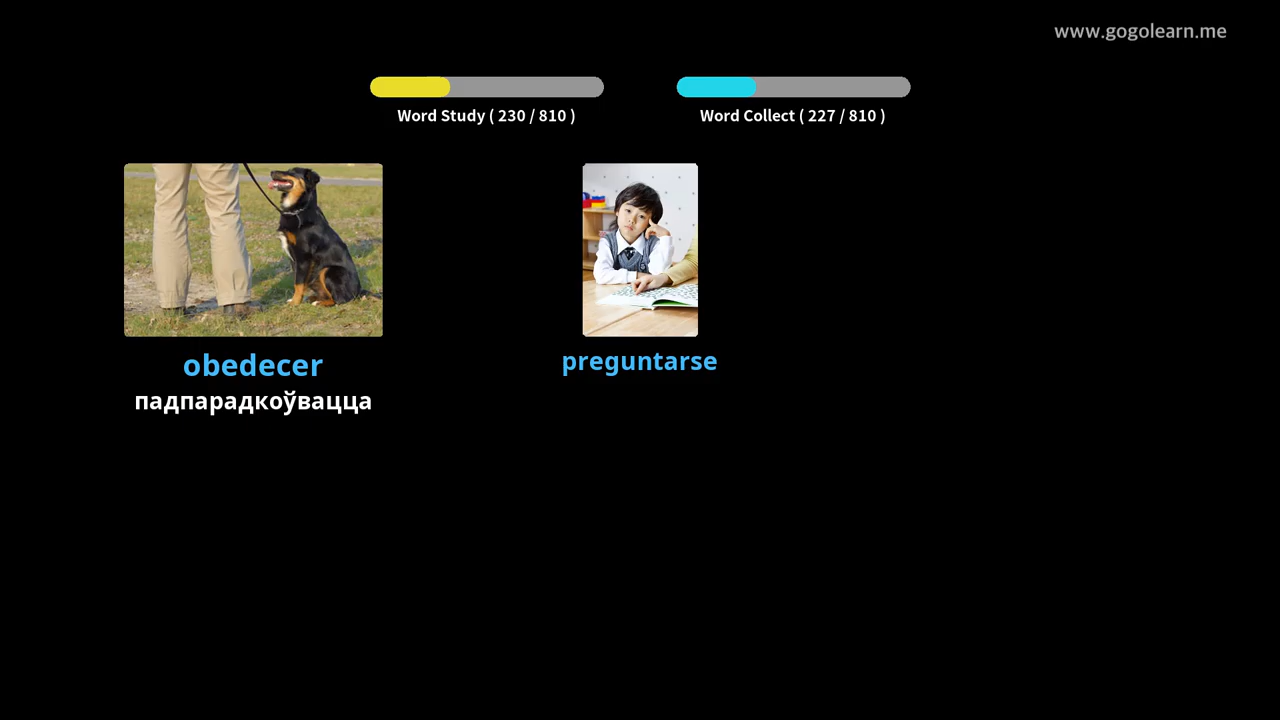 www.gogolearn.me
Word Study ( 230 / 810 )
Word Collect ( 227 / 810 )
obedecer
падпарадкоўвацца
preguntarse